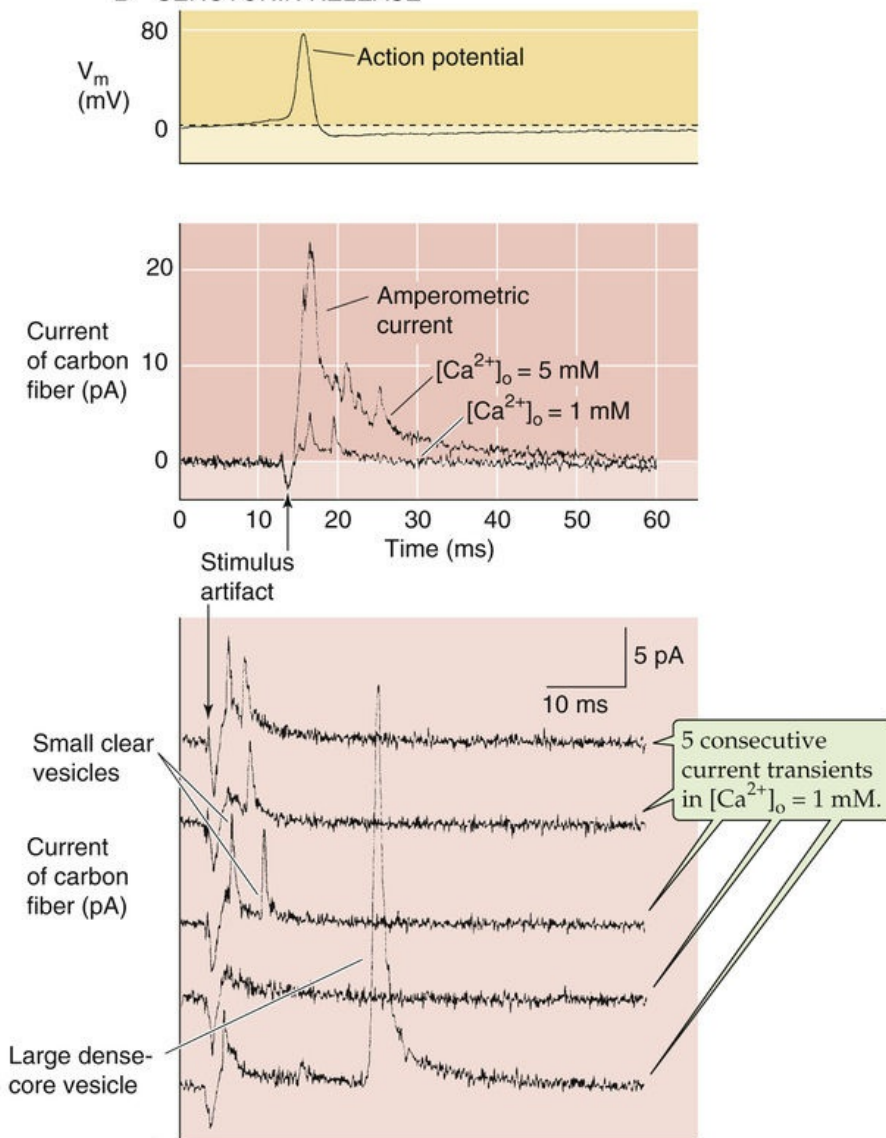 80
V_m
(mV)
0
Action potential
20
Current
of carbon
fiber (pA)
10
0
Amperometric
current
[Ca²⁺]ₒ = 5 mM
[Ca²⁺]ₒ = 1 mM
0 10 20 30 40 50 60
Time (ms)
Stimulus
artifact
5 pA
10 ms
Small clear
vesicles
5 consecutive
current transients
in [Ca²⁺]ₒ = 1 mM.
Current
of carbon
fiber (pA)
Large dense-
core vesicle